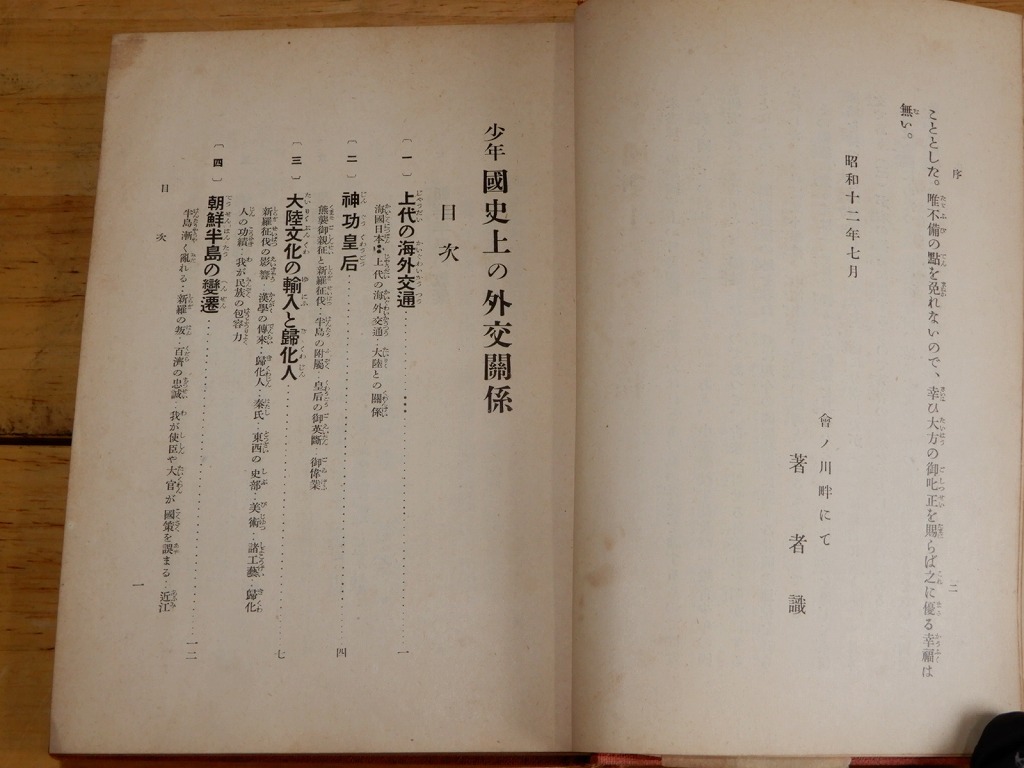 序
二
こととした。唯不備の點を免れないので、幸ひ大方の御叱正を賜らば之に優る幸福は
無い。
昭和十二年七月
會ノ川畔にて
著者識
少年 國史上の外交關係
目次
〔一〕 上代の海外交通 一
海國日本‥上代の海外交通‥大陸との關係
〔二〕 神功皇后 四
熊襲御親征と新羅征伐‥半島の附屬‥皇后の御英斷‥御偉業
〔三〕 大陸文化の輸入と歸化人 七
新羅征伐の影響‥漢學の傳來‥歸化人‥秦氏‥東西の史部‥美術‥諸工藝‥歸化
人の功績‥我が民族の包容力
〔四〕 朝鮮半島の變遷 一二
半島漸く亂れる‥新羅の叛‥百濟の忠誠‥我が使臣や大官が國策を誤まる‥近江
目次
一